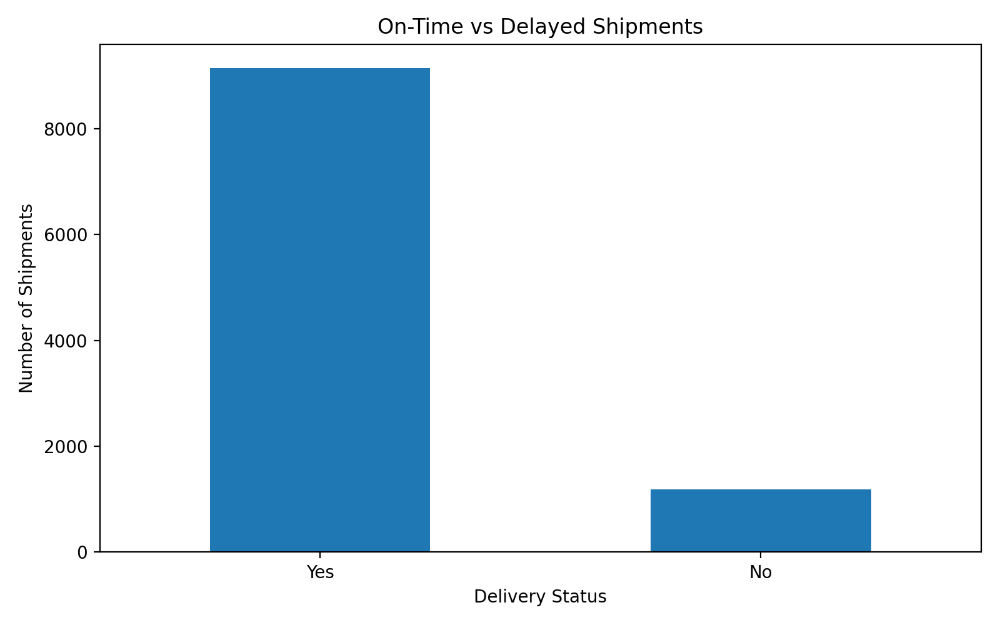 On-Time vs Delayed Shipments
Number of Shipments
8000
6000
4000
2000
0
Yes
No
Delivery Status